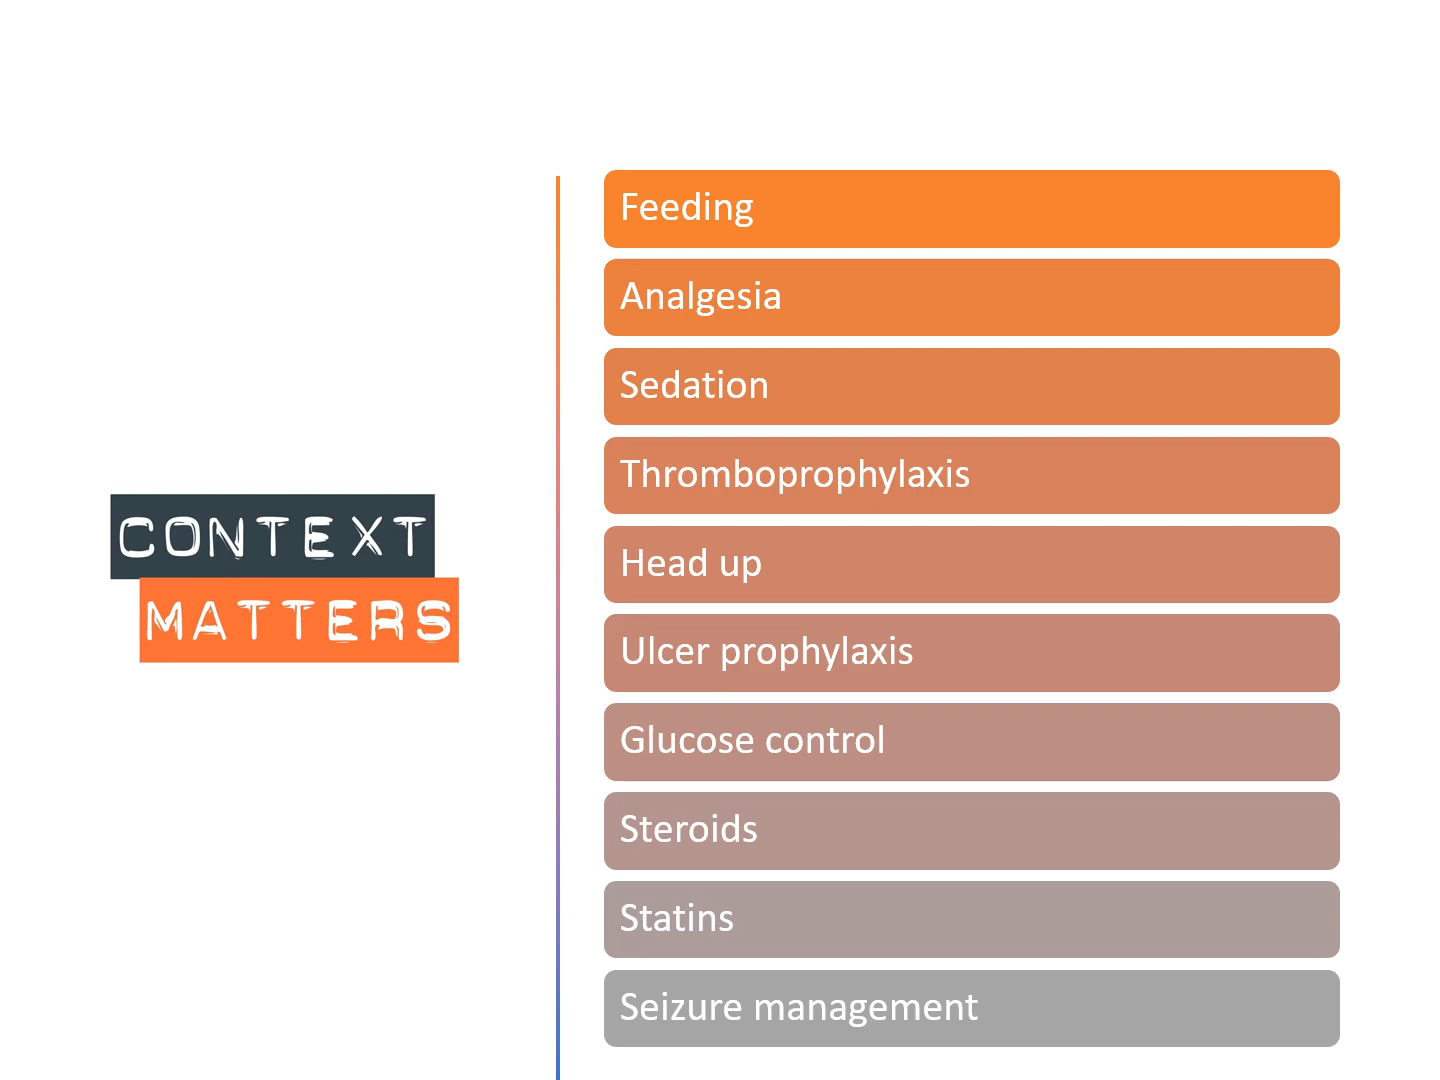 CONTEXT
MATTERS
Feeding
Analgesia
Sedation
Thromboprophylaxis
Head up
Ulcer prophylaxis
Glucose control
Steroids
Statins
Seizure management